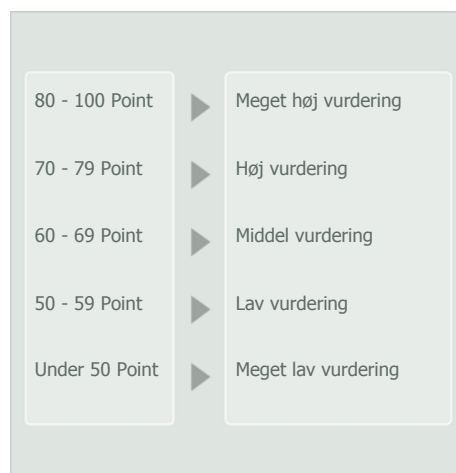 80 - 100 Point Meget høj vurdering
70 - 79 Point Høj vurdering
60 - 69 Point Middel vurdering
50 - 59 Point Lav vurdering
Under 50 Point Meget lav vurdering